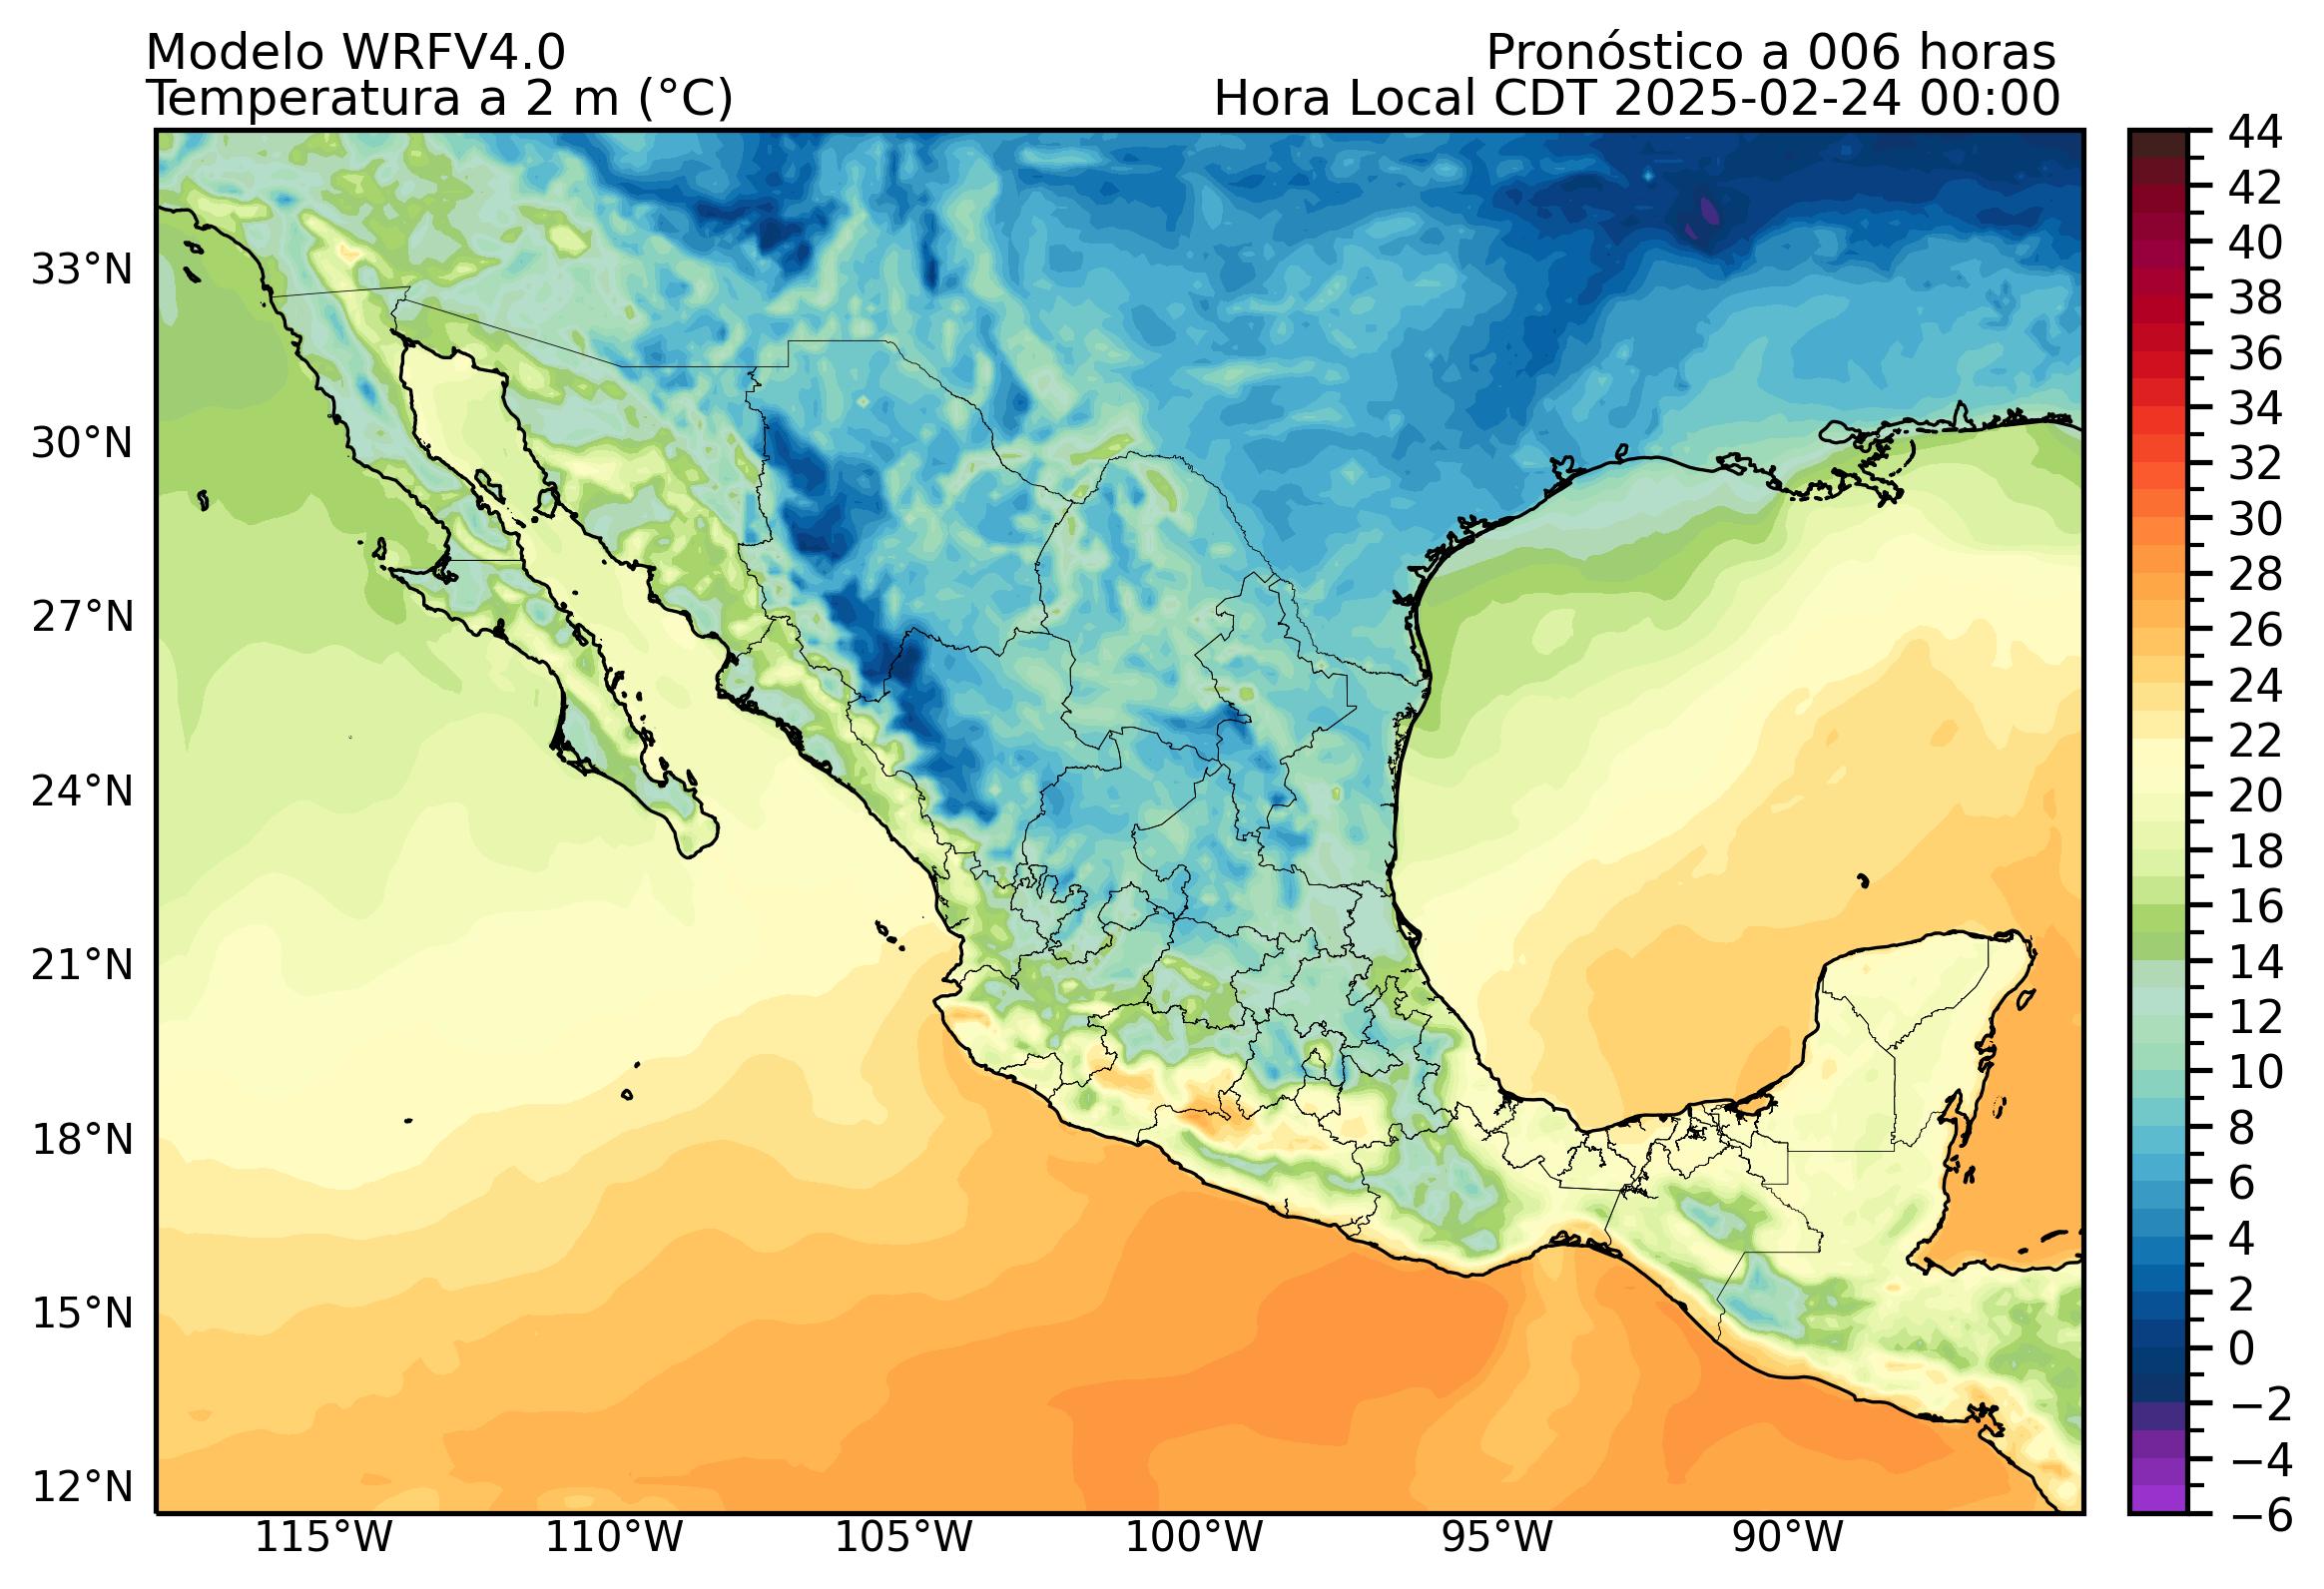 Modelo WRFV4.0
Pronóstico a 006 horas
Temperatura a 2 m (°C)
Hora Local CDT 2025-02-24 00:00
33°N
30°N
27°N
24°N
21°N
18°N
15°N
12°N
115°W
110°W
105°W
100°W
95°W
90°W
44
42
40
38
36
34
32
30
28
26
24
22
20
18
16
14
12
10
8
6
4
2
0
−2
−4
−6